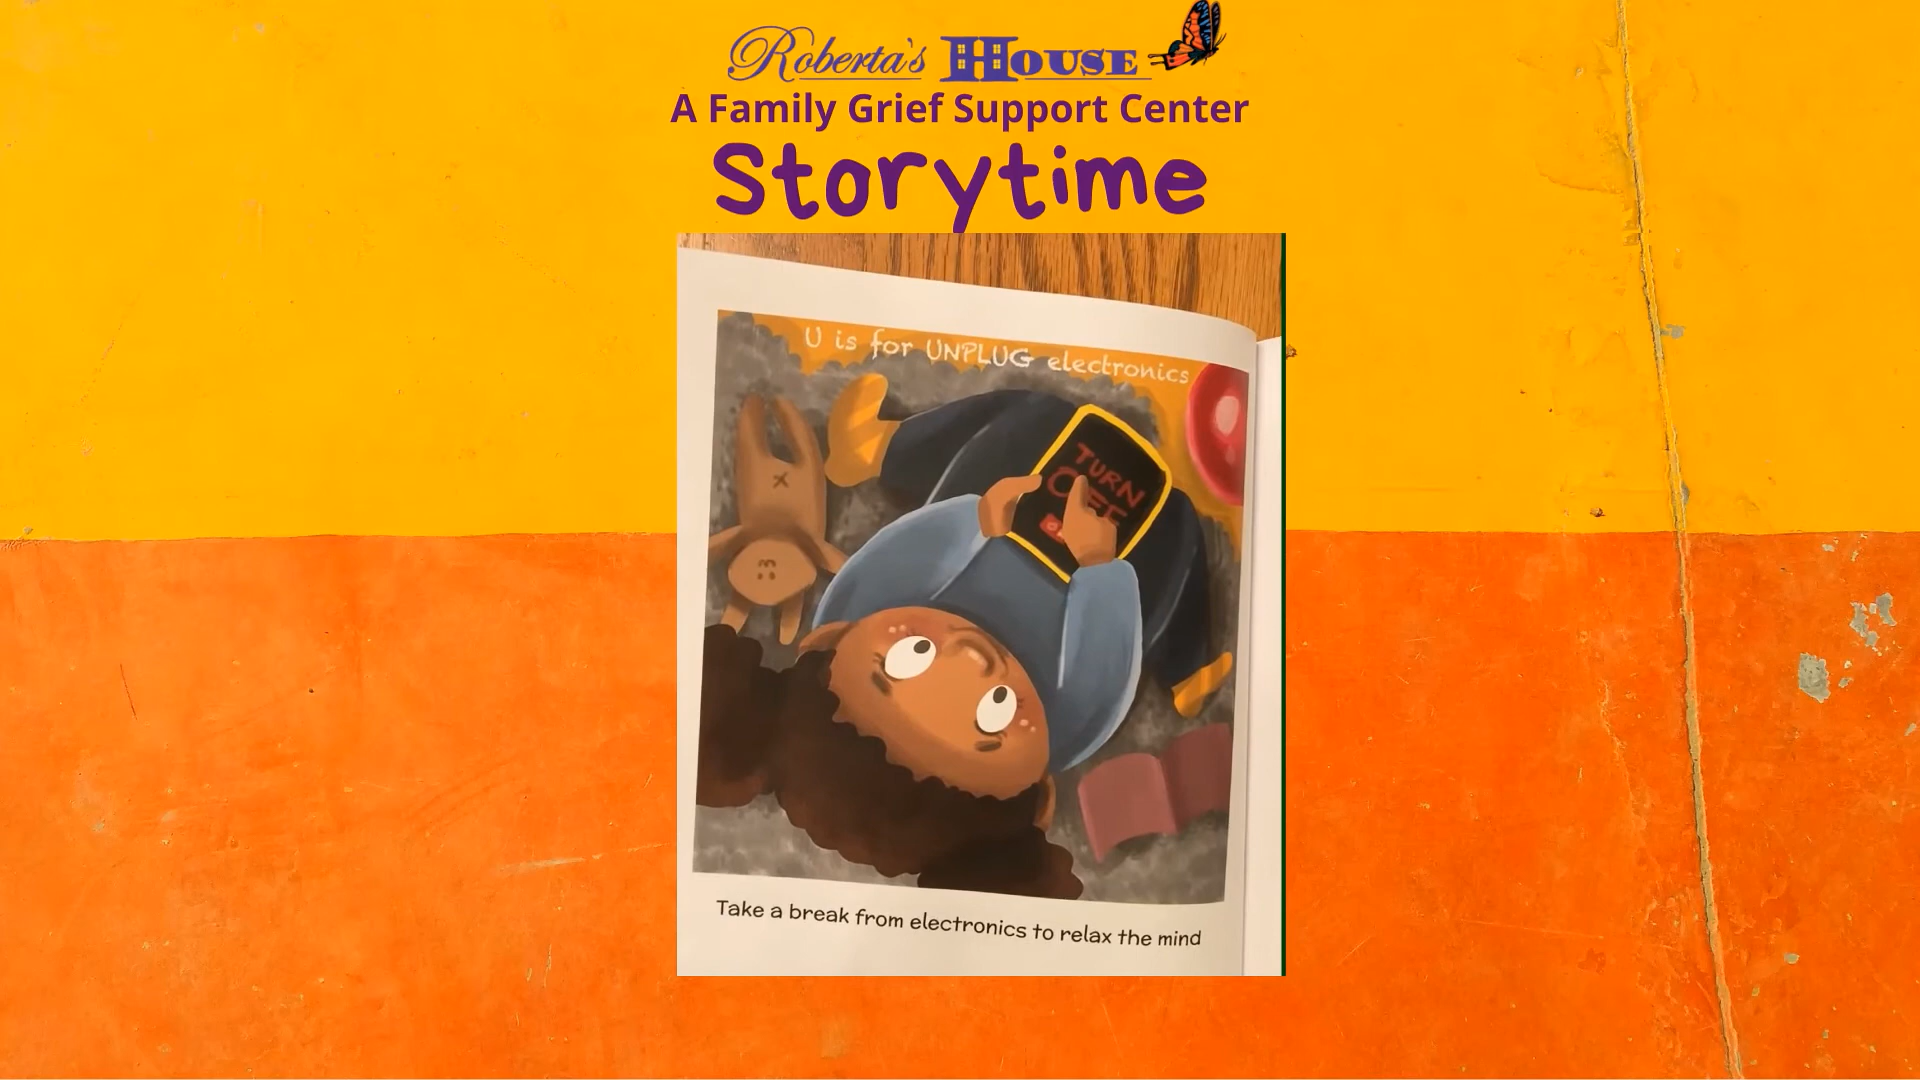 Roberta's House
A Family Grief Support Center
Storytime
U is for UNPLUG electronics
TURN
OFF
Take a break from electronics to relax the mind